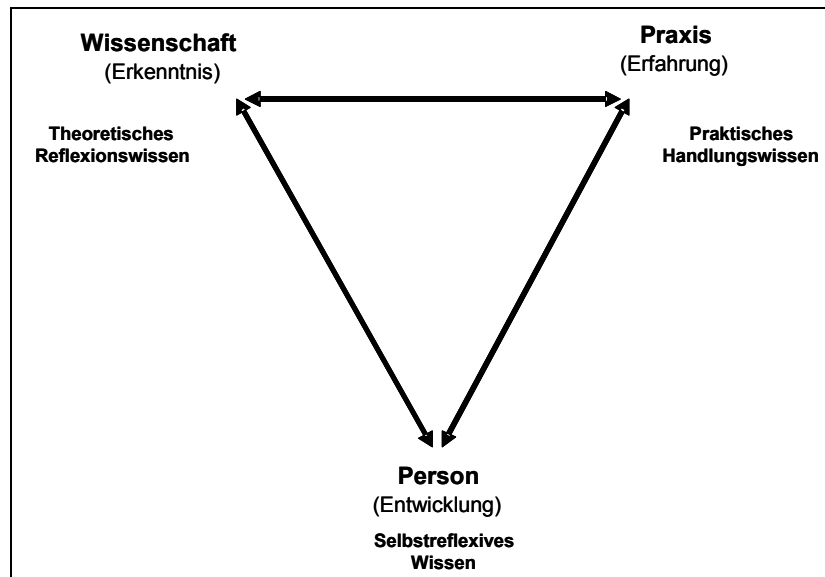 Wissenschaft
(Erkenntnis)
Praxis
(Erfahrung)
Theoretisches
Reflexionswissen
Praktisches
Handlungswissen
Person
(Entwicklung)
Selbstreflexives
Wissen